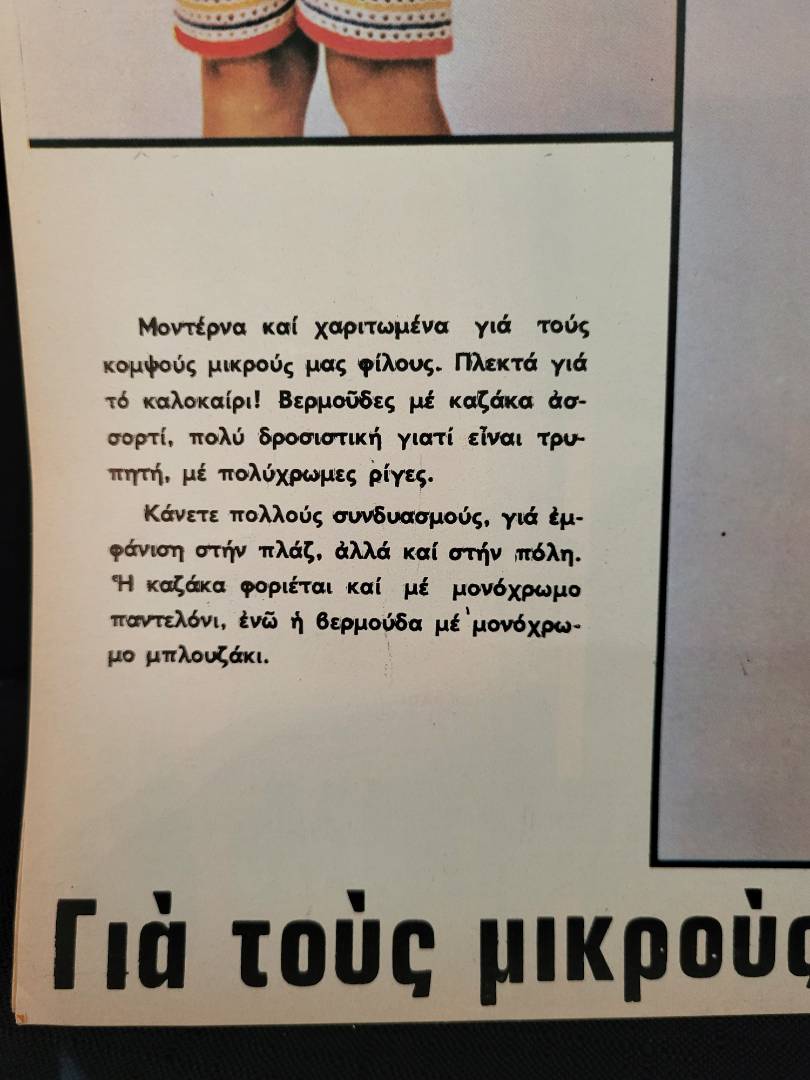 Μοντέρνα καί χαριτωμένα γιά τούς
κομψούς μικρούς μας φίλους. Πλεκτά γιά
τό καλοκαίρι! Βερμοῦδες μέ καζάκα ἀσ-
σορτί, πολύ δροσιστική γιατί εἶναι τρυ-
πητή, μέ πολύχρωμες ρίγες.
Κάνετε πολλούς συνδυασμούς, γιά ἐμ-
φάνιση στήν πλάζ, ἀλλά καί στήν πόλη.
Ἡ καζάκα φοριέται καί μέ μονόχρωμο
παντελόνι, ἐνῶ ἡ βερμούδα μέ μονόχρω-
μο μπλουζάκι.
Γιὰ τοὺς μικροὺς